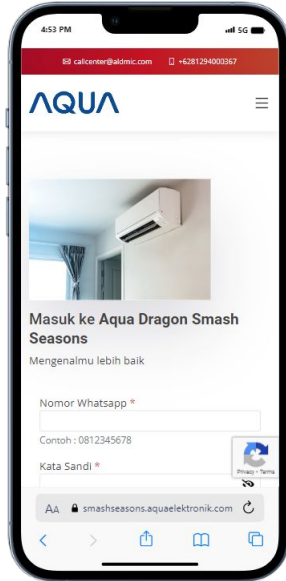 4:53 PM
5G
callcenter@aldmic.com +6281294000367
AQUA
Masuk ke Aqua Dragon Smash
Seasons
Mengenalmu lebih baik
Nomor Whatsapp *
Contoh : 0812345678
Kata Sandi *
Privacy - Terms
AA smashseasons.aquaelektronik.com